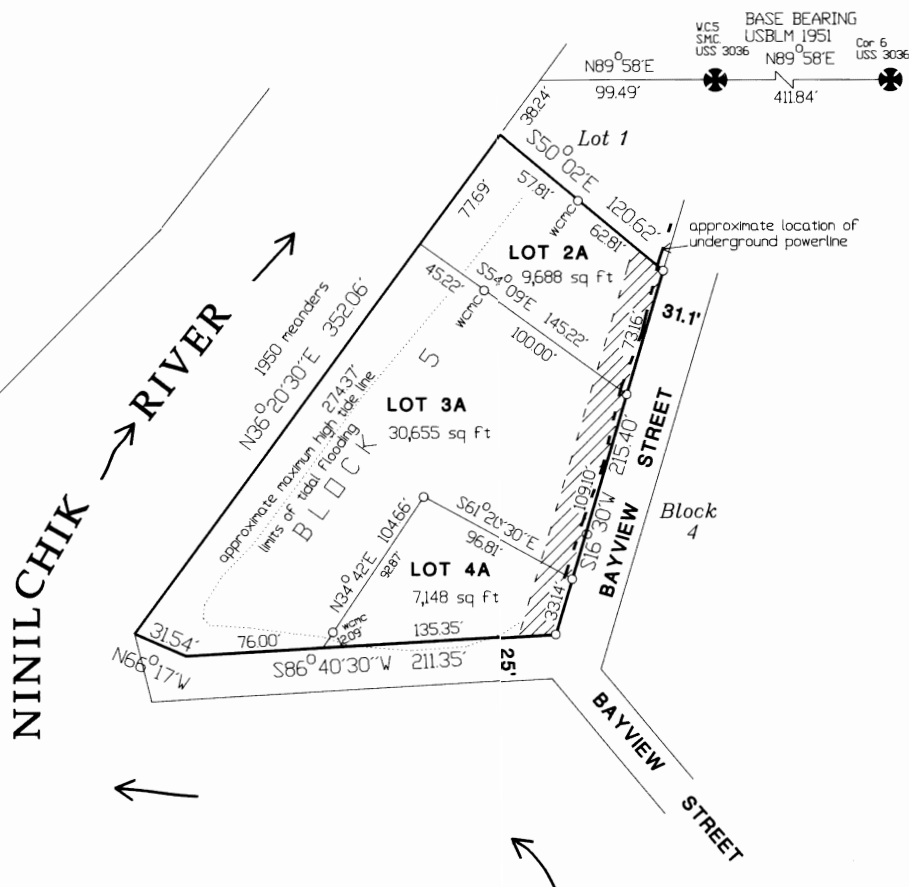 V.C.5
S.M.C.
USS 3036
BASE BEARING
USBLM 1951
N89°58'E
Cor 6
USS 3036
411.84'
N89°58'E
99.49'
38.24'
Lot 1
S50°02'E
120.62'
57.81'
WCMC
62.81'
approximate location of
underground powerline
77.69'
LOT 2A
9,688 sq ft
45.22'
S54°09'E
145.22'
WCMC
100.00'
73.16'
31.1'
1950 meanders
N36°20'30"E 352.06'
274.37'
approximate maximum high tide line
limits of tidal flooding
BLOCK 5
LOT 3A
30,655 sq ft
S16°30'W 215.40'
109.10'
BAYVIEW STREET
Block
4
NINILCHIK RIVER
N34°42'E 104.66'
92.87'
S61°20'30"E
96.81'
LOT 4A
7,148 sq ft
33.14'
WCMC
12.09'
31.54'
N66°17'W
76.00'
135.35'
S86°40'30"W 211.35'
25'
BAYVIEW
STREET